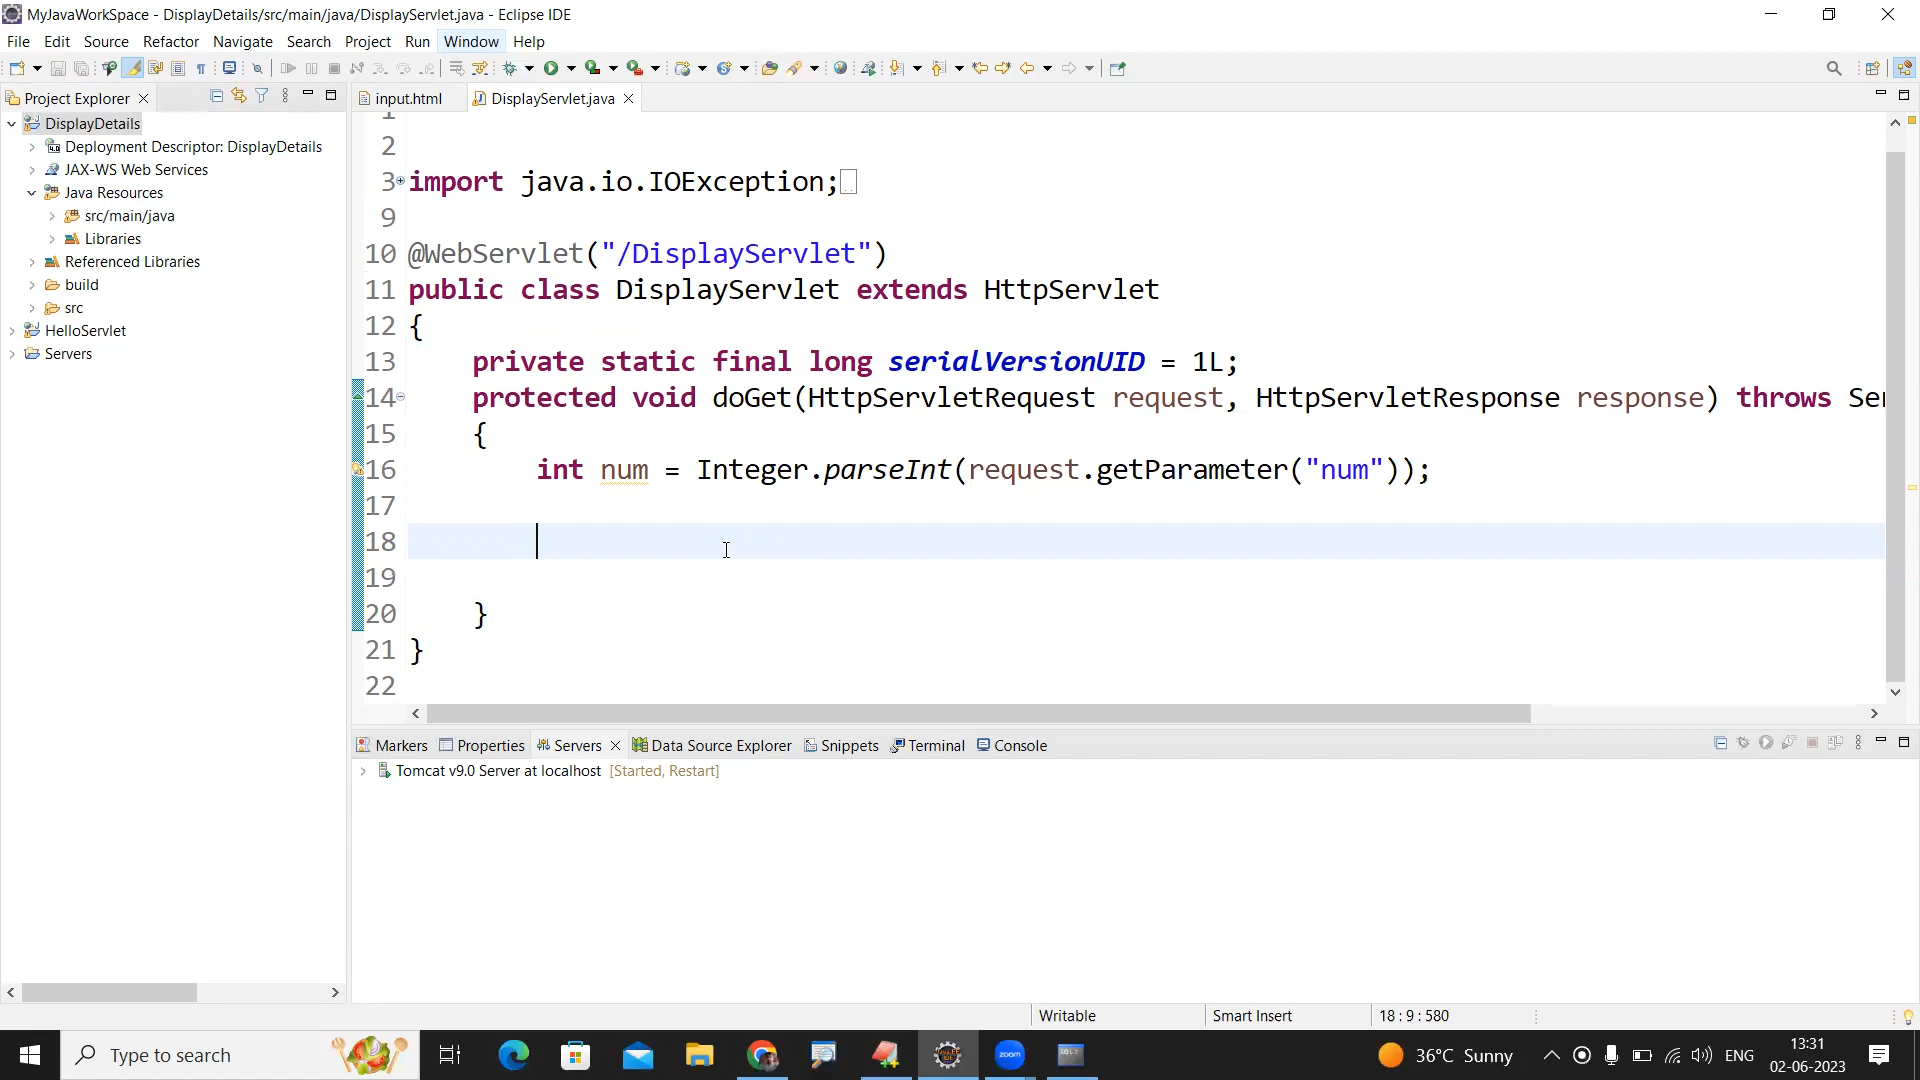 MyJavaWorkSpace - DisplayDetails/src/main/java/DisplayServlet.java - Eclipse IDE
File Edit Source Refactor Navigate Search Project Run Window Help
Project Explorer
input.html
DisplayServlet.java
DisplayDetails
Deployment Descriptor: DisplayDetails
JAX-WS Web Services
Java Resources
src/main/java
Libraries
Referenced Libraries
build
src
HelloServlet
Servers
1
2
3 import java.io.IOException;
9
10 @WebServlet("/DisplayServlet")
11 public class DisplayServlet extends HttpServlet
12 {
13 private static final long serialVersionUID = 1L;
14 protected void doGet(HttpServletRequest request, HttpServletResponse response) throws Ser
15 {
16 int num = Integer.parseInt(request.getParameter("num"));
17
18
19
20 }
21 }
22
Markers Properties Servers Data Source Explorer Snippets Terminal Console
Tomcat v9.0 Server at localhost [Started, Restart]
Writable Smart Insert 18 : 9 : 580
Type to search
zoom
36°C Sunny
ENG
13:31
02-06-2023